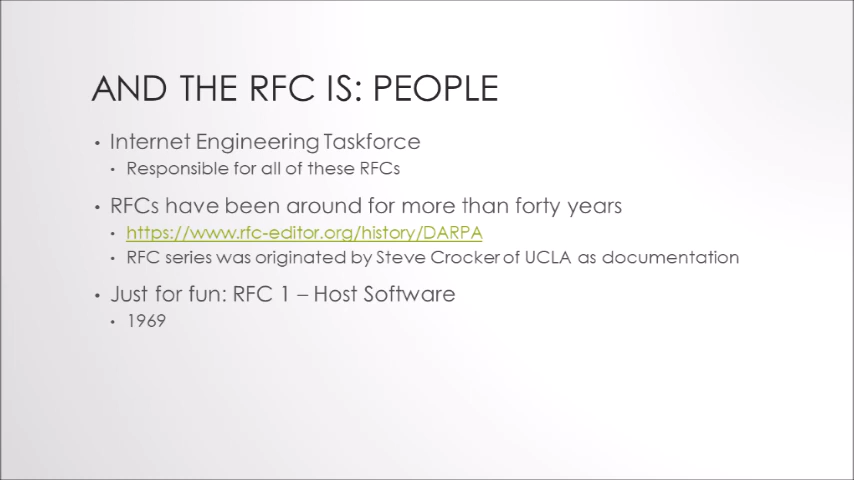 AND THE RFC IS: PEOPLE
• Internet Engineering Taskforce
• Responsible for all of these RFCs
• RFCs have been around for more than forty years
• https://www.rfc-editor.org/history/DARPA
• RFC series was originated by Steve Crocker of UCLA as documentation
• Just for fun: RFC 1 – Host Software
• 1969